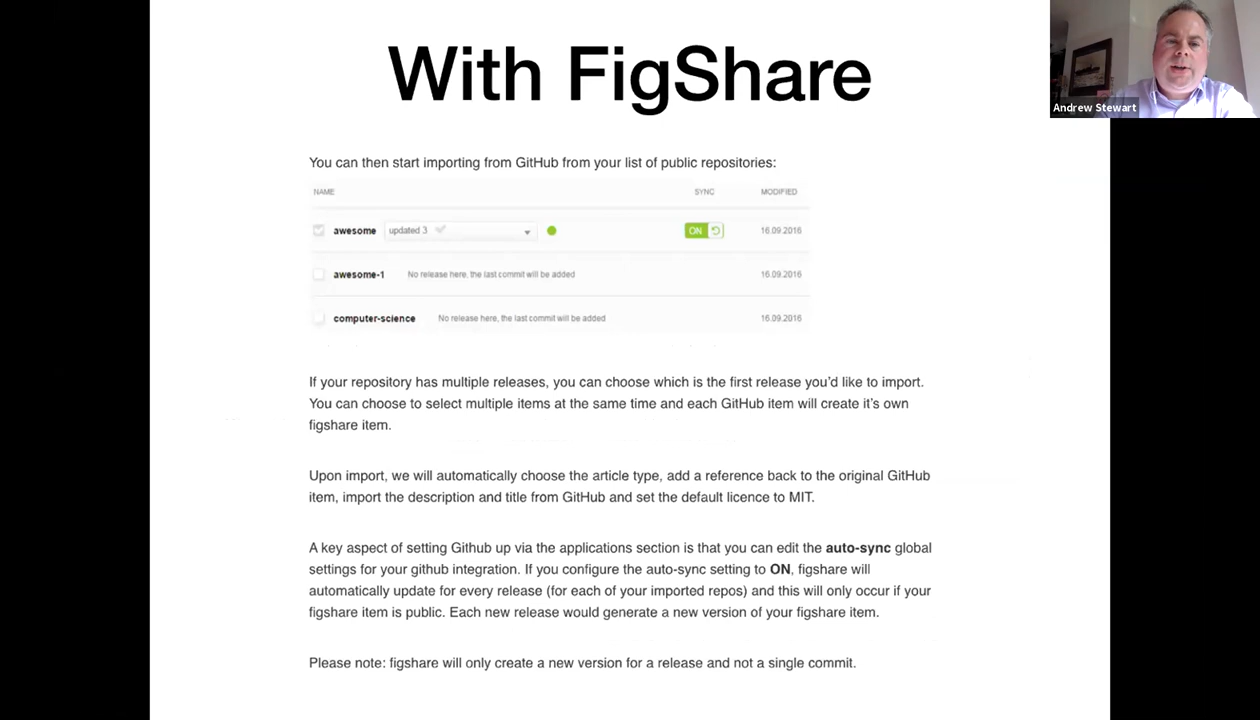 With FigShare
Andrew Stewart
You can then start importing from GitHub from your list of public repositories:
NAME SYNC MODIFIED
awesome updated 3 ON 16.09.2016
awesome-1 No release here, the last commit will be added 16.09.2016
computer-science No release here, the last commit will be added 16.09.2016
If your repository has multiple releases, you can choose which is the first release you'd like to import.
You can choose to select multiple items at the same time and each GitHub item will create it's own
figshare item.
Upon import, we will automatically choose the article type, add a reference back to the original GitHub
item, import the description and title from GitHub and set the default licence to MIT.
A key aspect of setting Github up via the applications section is that you can edit the auto-sync global
settings for your github integration. If you configure the auto-sync setting to ON, figshare will
automatically update for every release (for each of your imported repos) and this will only occur if your
figshare item is public. Each new release would generate a new version of your figshare item.
Please note: figshare will only create a new version for a release and not a single commit.